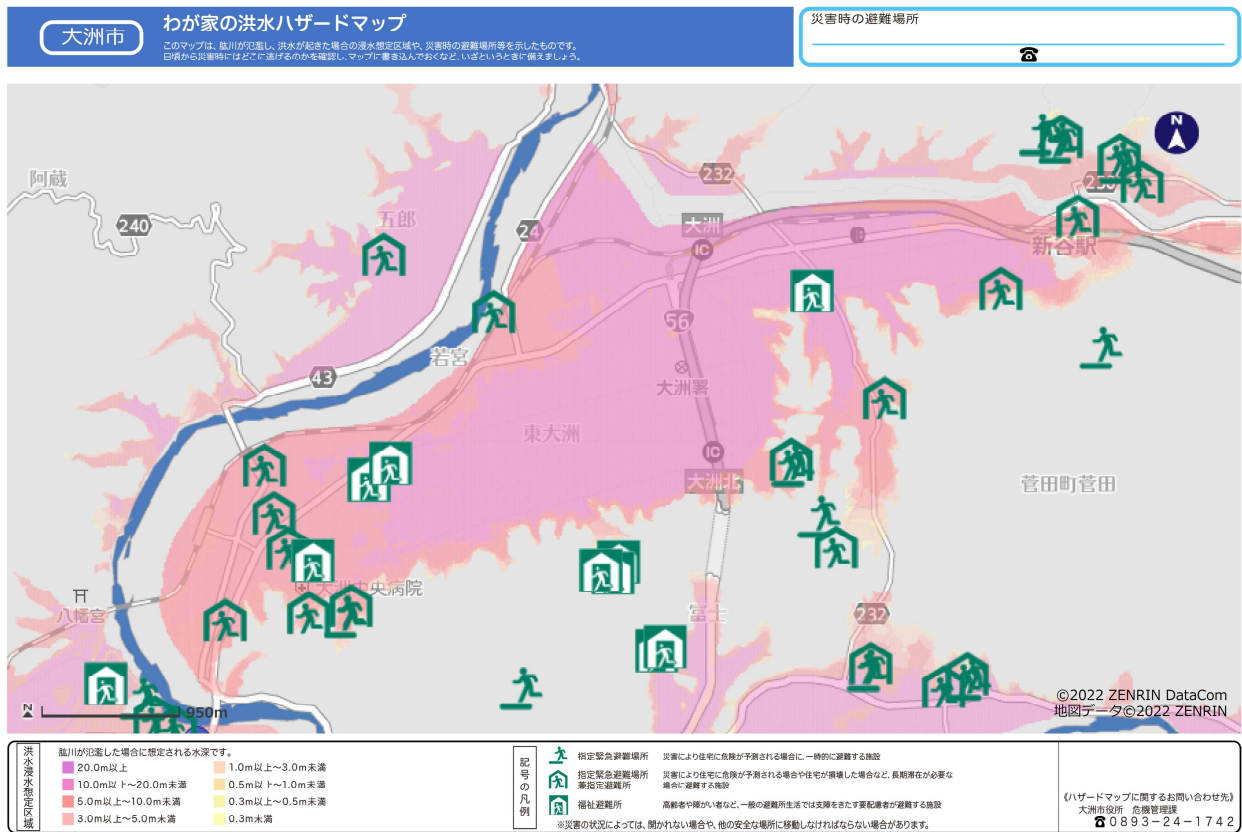 大洲市
わが家の洪水ハザードマップ
このマップは、肱川が氾濫し、洪水が起きた場合の浸水想定区域や、災害時の避難場所等を示したものです。
日頃から災害時にはどこに逃げるのかを確認し、マップに書き込んでおくなど、いざというときに備えましょう。
災害時の避難場所
☎
N
阿蔵
240
五郎
24
232
大洲
IC
230
新谷駅
56
若宮
43
大洲署
東大洲
IC
大洲北
菅田町菅田
大洲中央病院
八幡宮
冨士
232
N
950m
©2022 ZENRIN DataCom
地図データ©2022 ZENRIN
洪水浸水想定区域
肱川が氾濫した場合に想定される水深です。
20.0m以上
10.0m以上～20.0m未満
5.0m以上～10.0m未満
3.0m以上～5.0m未満
1.0m以上～3.0m未満
0.5m以上～1.0m未満
0.3m以上～0.5m未満
0.3m未満
記号の凡例
指定緊急避難場所 災害により住宅に危険が予測される場合に、一時的に避難する施設
指定緊急避難場所
兼指定避難所
災害により住宅に危険が予測される場合や住宅が損壊した場合など、長期滞在が必要な
場合に避難する施設
福祉避難所 高齢者や障がい者など、一般の避難所生活では支障をきたす要配慮者が避難する施設
※災害の状況によっては、開かれない場合や、他の安全な場所に移動しなければならない場合があります。
《ハザードマップに関するお問い合わせ先》
大洲市役所 危機管理課
☎0893-24-1742